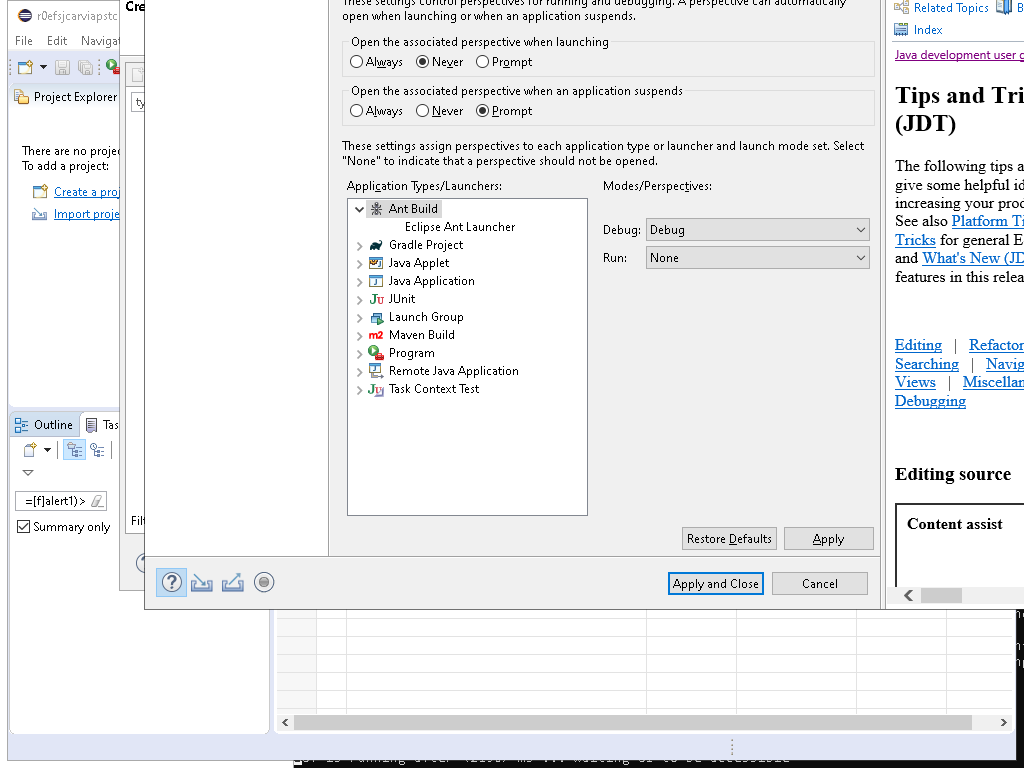 These settings control perspectives for running and debugging. A perspective can automatically
open when launching or when an application suspends.
Open the associated perspective when launching
Always Never Prompt
Open the associated perspective when an application suspends
Always Never Prompt
These settings assign perspectives to each application type or launcher and launch mode set. Select
"None" to indicate that a perspective should not be opened.
Application Types/Launchers:
Ant Build
Eclipse Ant Launcher
Gradle Project
Java Applet
Java Application
JUnit
Launch Group
Maven Build
Program
Remote Java Application
Task Context Test
Modes/Perspectives:
Debug: Debug
Run: None
Restore Defaults Apply
Apply and Close Cancel
r0efsjcarviapstc
File Edit Navigat
Cre
ty
Project Explorer
There are no projec
To add a project:
Create a proj
Import proje
Outline Tas
=[f]alert1)>
Summary only
Filt
Related Topics B
Index
Java development user g
Tips and Tri
(JDT)
The following tips a
give some helpful id
increasing your proc
See also Platform Ti
Tricks for general E
and What's New (JD
features in this relea
Editing | Refactor
Searching | Navig
Views | Miscellan
Debugging
Editing source
Content assist